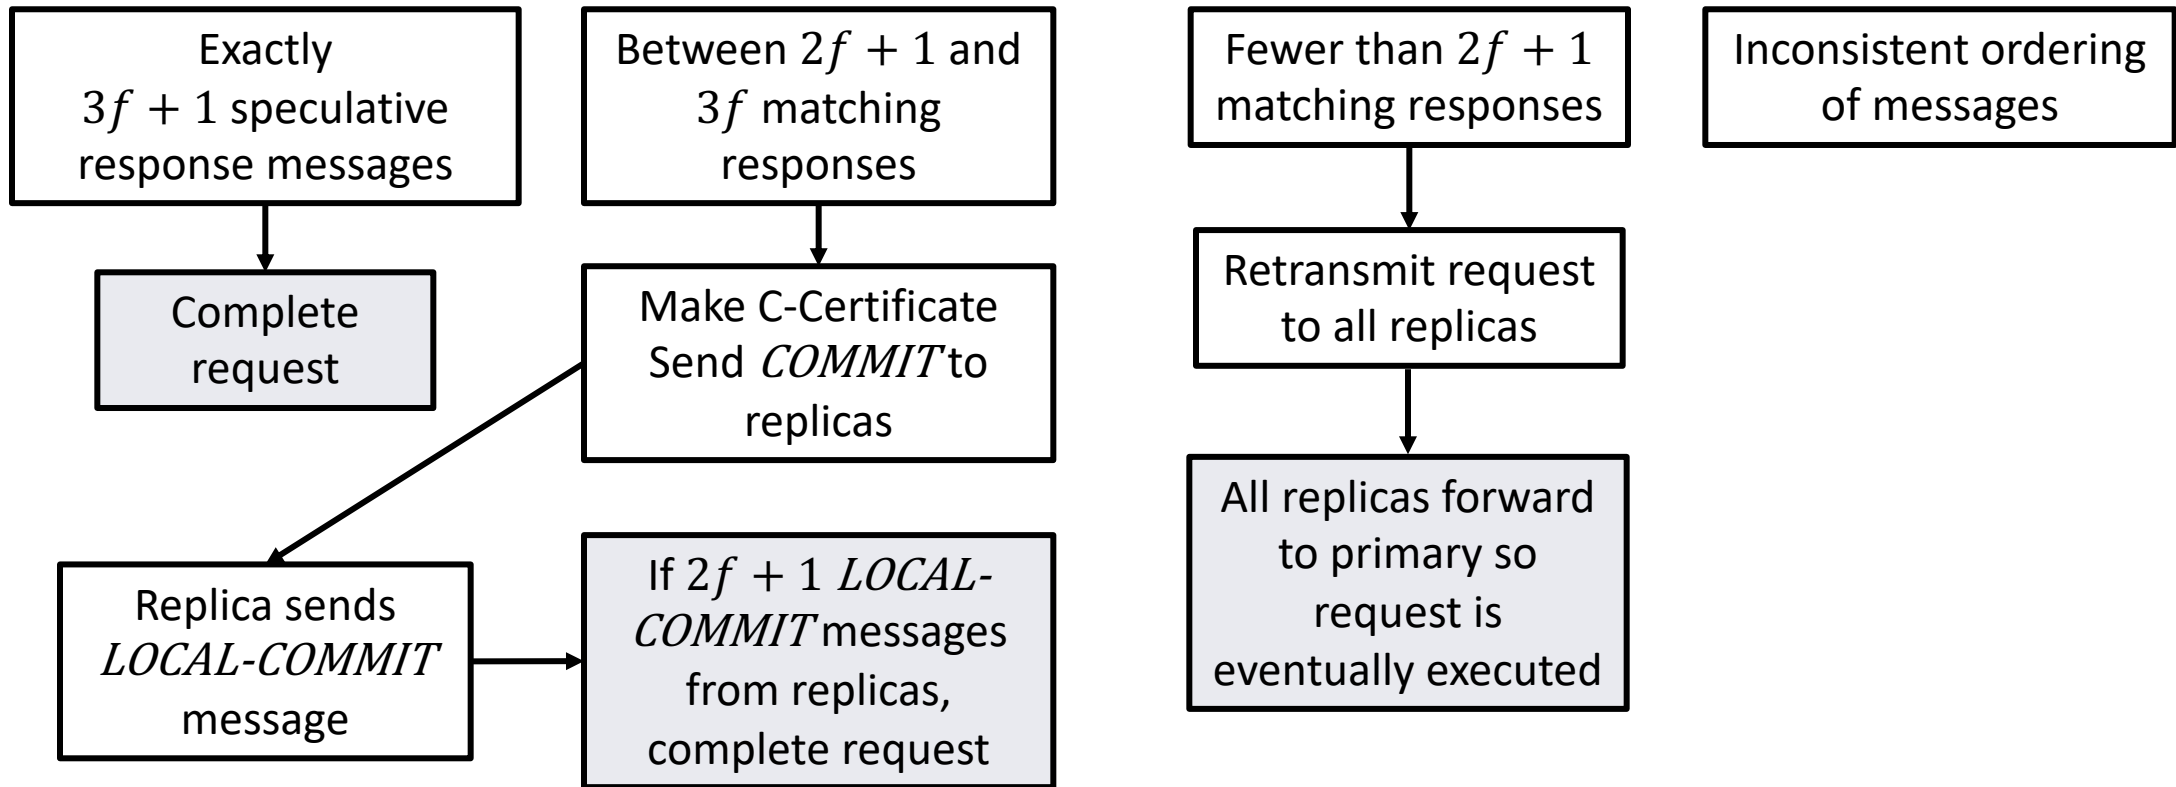 Exactly
3f + 1 speculative
response messages
Between 2f + 1 and
3f matching
responses
Fewer than 2f + 1
matching responses
Inconsistent ordering
of messages
Complete
request
Make C-Certificate
Send COMMIT to
replicas
Retransmit request
to all replicas
Replica sends
LOCAL-COMMIT
message
If 2f + 1 LOCAL-
COMMIT messages
from replicas,
complete request
All replicas forward
to primary so
request is
eventually executed